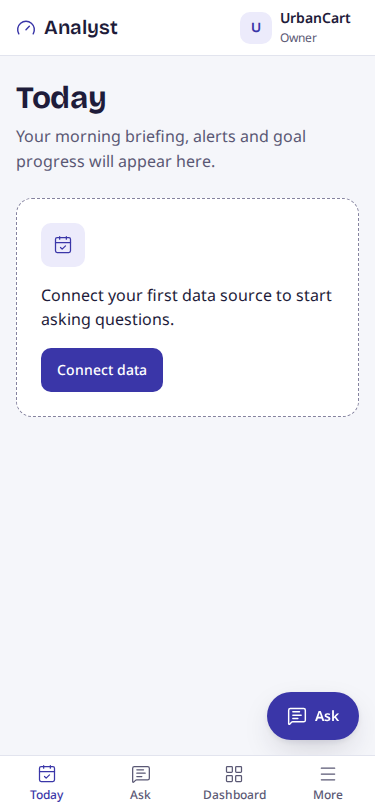 Analyst
U
UrbanCart
Owner
Today
Your morning briefing, alerts and goal
progress will appear here.
Connect your first data source to start
asking questions.
Connect data
Ask
Today
Ask
Dashboard
More